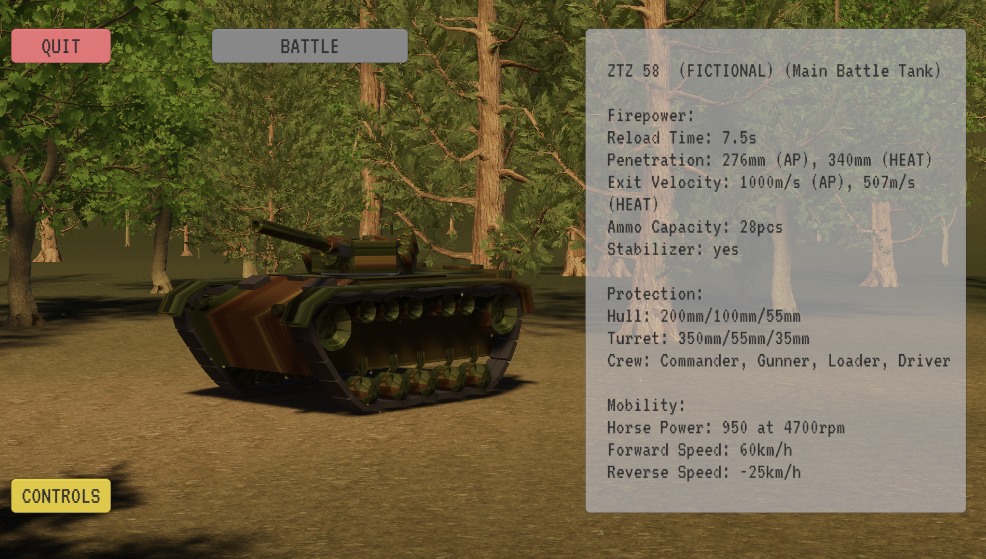 QUIT
BATTLE
ZTZ 58 (FICTIONAL) (Main Battle Tank)
Firepower:
Reload Time: 7.5s
Penetration: 276mm (AP), 340mm (HEAT)
Exit Velocity: 1000m/s (AP), 507m/s
(HEAT)
Ammo Capacity: 28pcs
Stabilizer: yes
Protection:
Hull: 200mm/100mm/55mm
Turret: 350mm/55mm/35mm
Crew: Commander, Gunner, Loader, Driver
Mobility:
Horse Power: 950 at 4700rpm
Forward Speed: 60km/h
Reverse Speed: -25km/h
CONTROLS